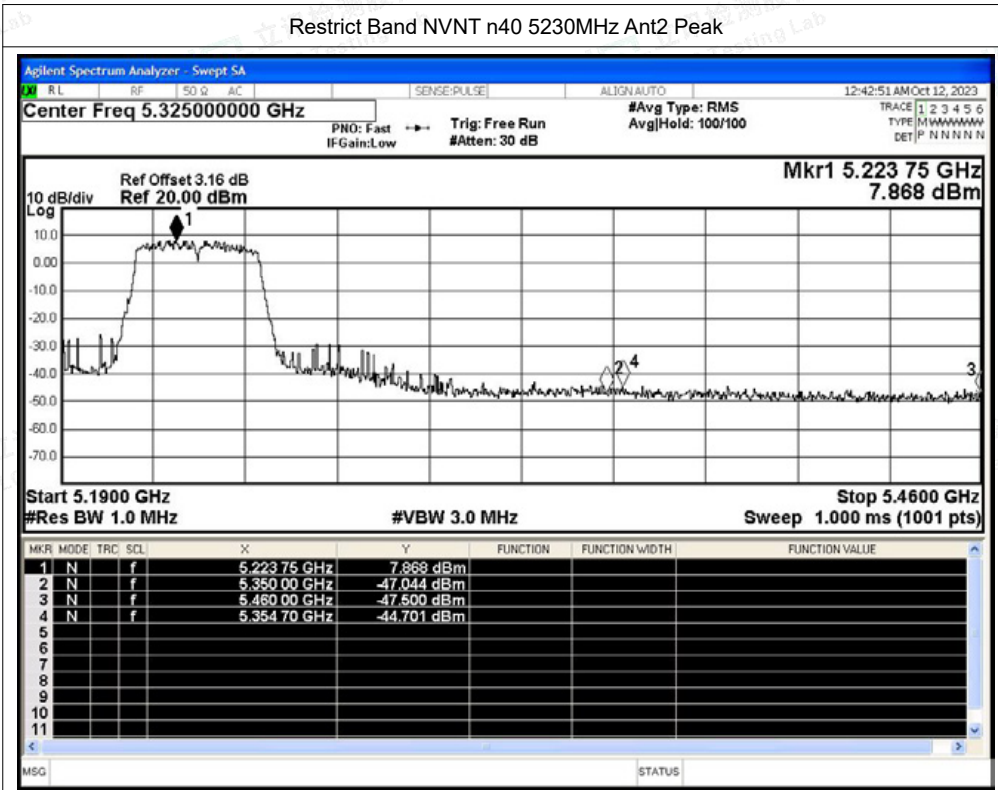 Restrict Band NVNT n40 5230MHz Ant2 Peak
Agilent Spectrum Analyzer - Swept SA
RL RF 50 Ω AC SENSE:PULSE ALIGN AUTO 12:42:51 AM Oct 12, 2023
Center Freq 5.325000000 GHz #Avg Type: RMS TRACE 1 2 3 4 5 6
PNO: Fast Trig: Free Run Avg|Hold: 100/100 TYPE M WWWWW
IFGain:Low #Atten: 30 dB DET P N N N N N
Mkr1 5.223 75 GHz
Ref Offset 3.16 dB
10 dB/div Ref 20.00 dBm 7.868 dBm
Log
1
10.0
0.00
-10.0
-20.0
-30.0
-40.0
2 4 3
-50.0
-60.0
-70.0
Start 5.1900 GHz Stop 5.4600 GHz
#Res BW 1.0 MHz #VBW 3.0 MHz Sweep 1.000 ms (1001 pts)
MKR MODE TRC SCL X Y FUNCTION FUNCTION WIDTH FUNCTION VALUE
1 N f 5.223 75 GHz 7.868 dBm
2 N f 5.350 00 GHz -47.044 dBm
3 N f 5.460 00 GHz -47.500 dBm
4 N f 5.354 70 GHz -44.701 dBm
5
6
7
8
9
10
11
MSG STATUS